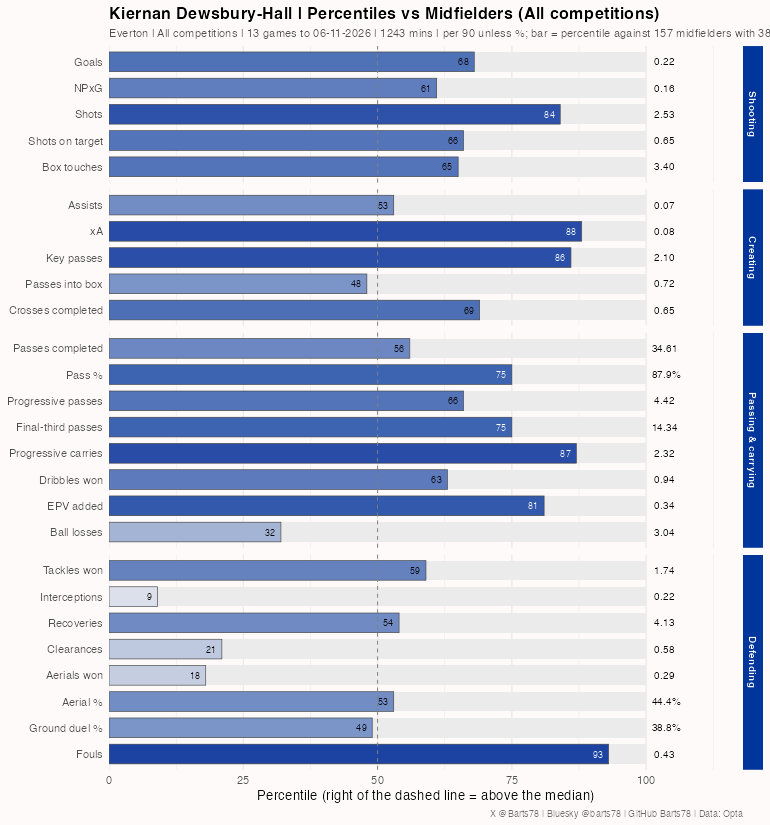 Kiernan Dewsbury-Hall | Percentiles vs Midfielders (All competitions)
Everton | All competitions | 13 games to 06-11-2026 | 1243 mins | per 90 unless %; bar = percentile against 157 midfielders with 38
Goals 68 0.22
NPxG 61 0.16
Shots 84 2.53
Shots on target 66 0.65
Box touches 65 3.40
Shooting
Assists 53 0.07
xA 88 0.08
Key passes 86 2.10
Passes into box 48 0.72
Crosses completed 69 0.65
Creating
Passes completed 56 34.61
Pass % 75 87.9%
Progressive passes 66 4.42
Final-third passes 75 14.34
Progressive carries 87 2.32
Dribbles won 63 0.94
EPV added 81 0.34
Ball losses 32 3.04
Passing & carrying
Tackles won 59 1.74
Interceptions 9 0.22
Recoveries 54 4.13
Clearances 21 0.58
Aerials won 18 0.29
Aerial % 53 44.4%
Ground duel % 49 38.8%
Fouls 93 0.43
Defending
0 25 50 75 100
Percentile (right of the dashed line = above the median)
X @Barts78 | Bluesky @barts78 | GitHub Barts78 | Data: Opta